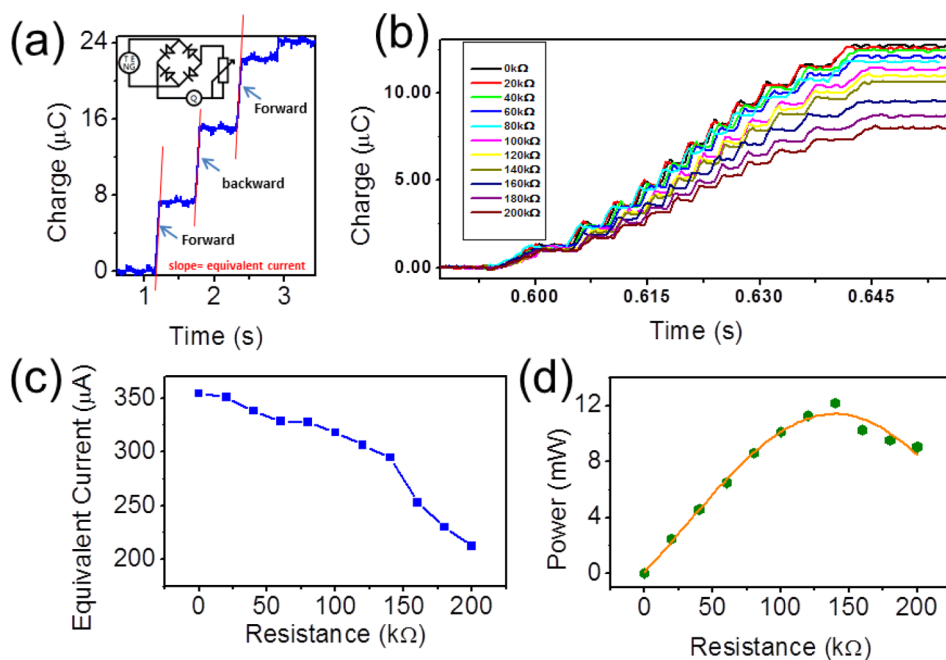 (a)
24
16
8
0
Charge (μC)
1
2
3
Time (s)
T E
NG
Q
Forward
backward
Forward
slope= equivalent current
(b)
10.00
5.00
0.00
Charge (μC)
0.600
0.615
0.630
0.645
Time (s)
0kΩ
20kΩ
40kΩ
60kΩ
80kΩ
100kΩ
120kΩ
140kΩ
160kΩ
180kΩ
200kΩ
(c)
350
300
250
200
Equivalent Current (μA)
0
50
100
150
200
Resistance (kΩ)
(d)
12
8
4
0
Power (mW)
0
50
100
150
200
Resistance (kΩ)